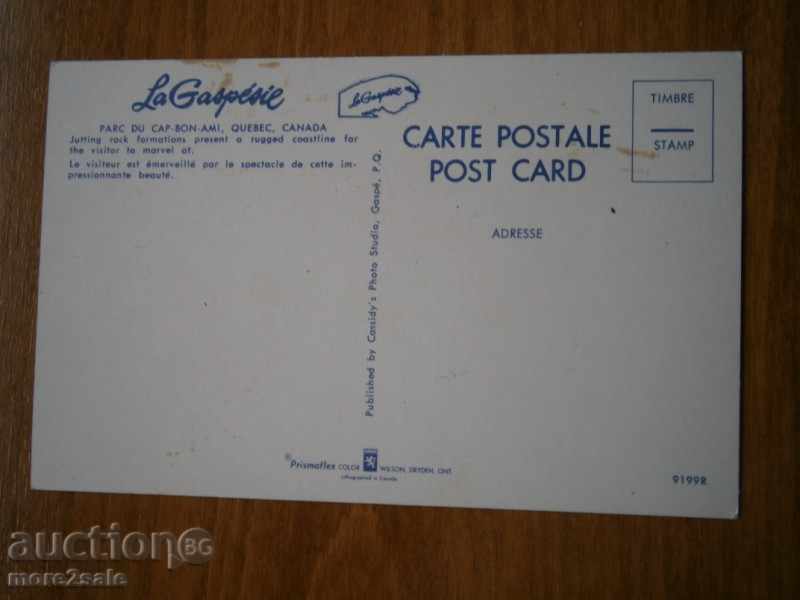 La Gaspésie
La Gaspésie
PARC DU CAP-BON-AMI, QUEBEC, CANADA
Jutting rock formations present a rugged coastline for
the visitor to marvel at.
Le visiteur est émerveillé par le spectacle de cette im-
pressionnante beauté.
CARTE POSTALE
POST CARD
TIMBRE
STAMP
ADRESSE
Published by Cassidy's Photo Studio, Gaspé, P.Q.
®Prismaflex COLOR WILSON, DRYDEN, ONT.
Lithographed in Canada
91998
auction BG
more2sale